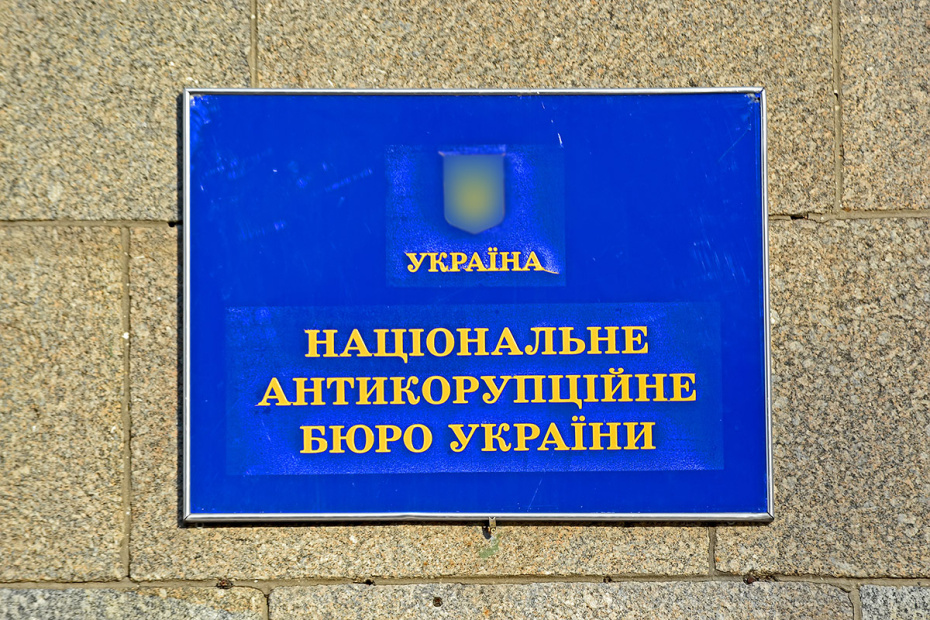 УКРАЇНА
НАЦІОНАЛЬНЕ
АНТИКОРУПЦІЙНЕ
БЮРО УКРАЇНИ